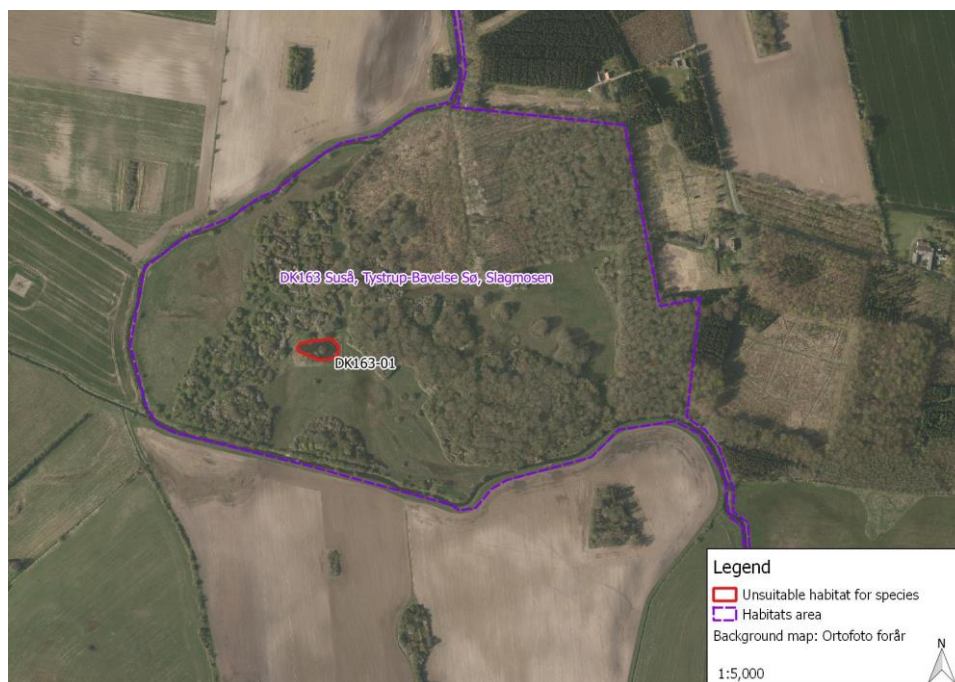 DK163 Suså, Tystrup-Bavelse Sø, Slagmosen
DK163-01
Legend
Unsuitable habitat for species
Habitats area
Background map: Ortofoto forår
1:5,000
N